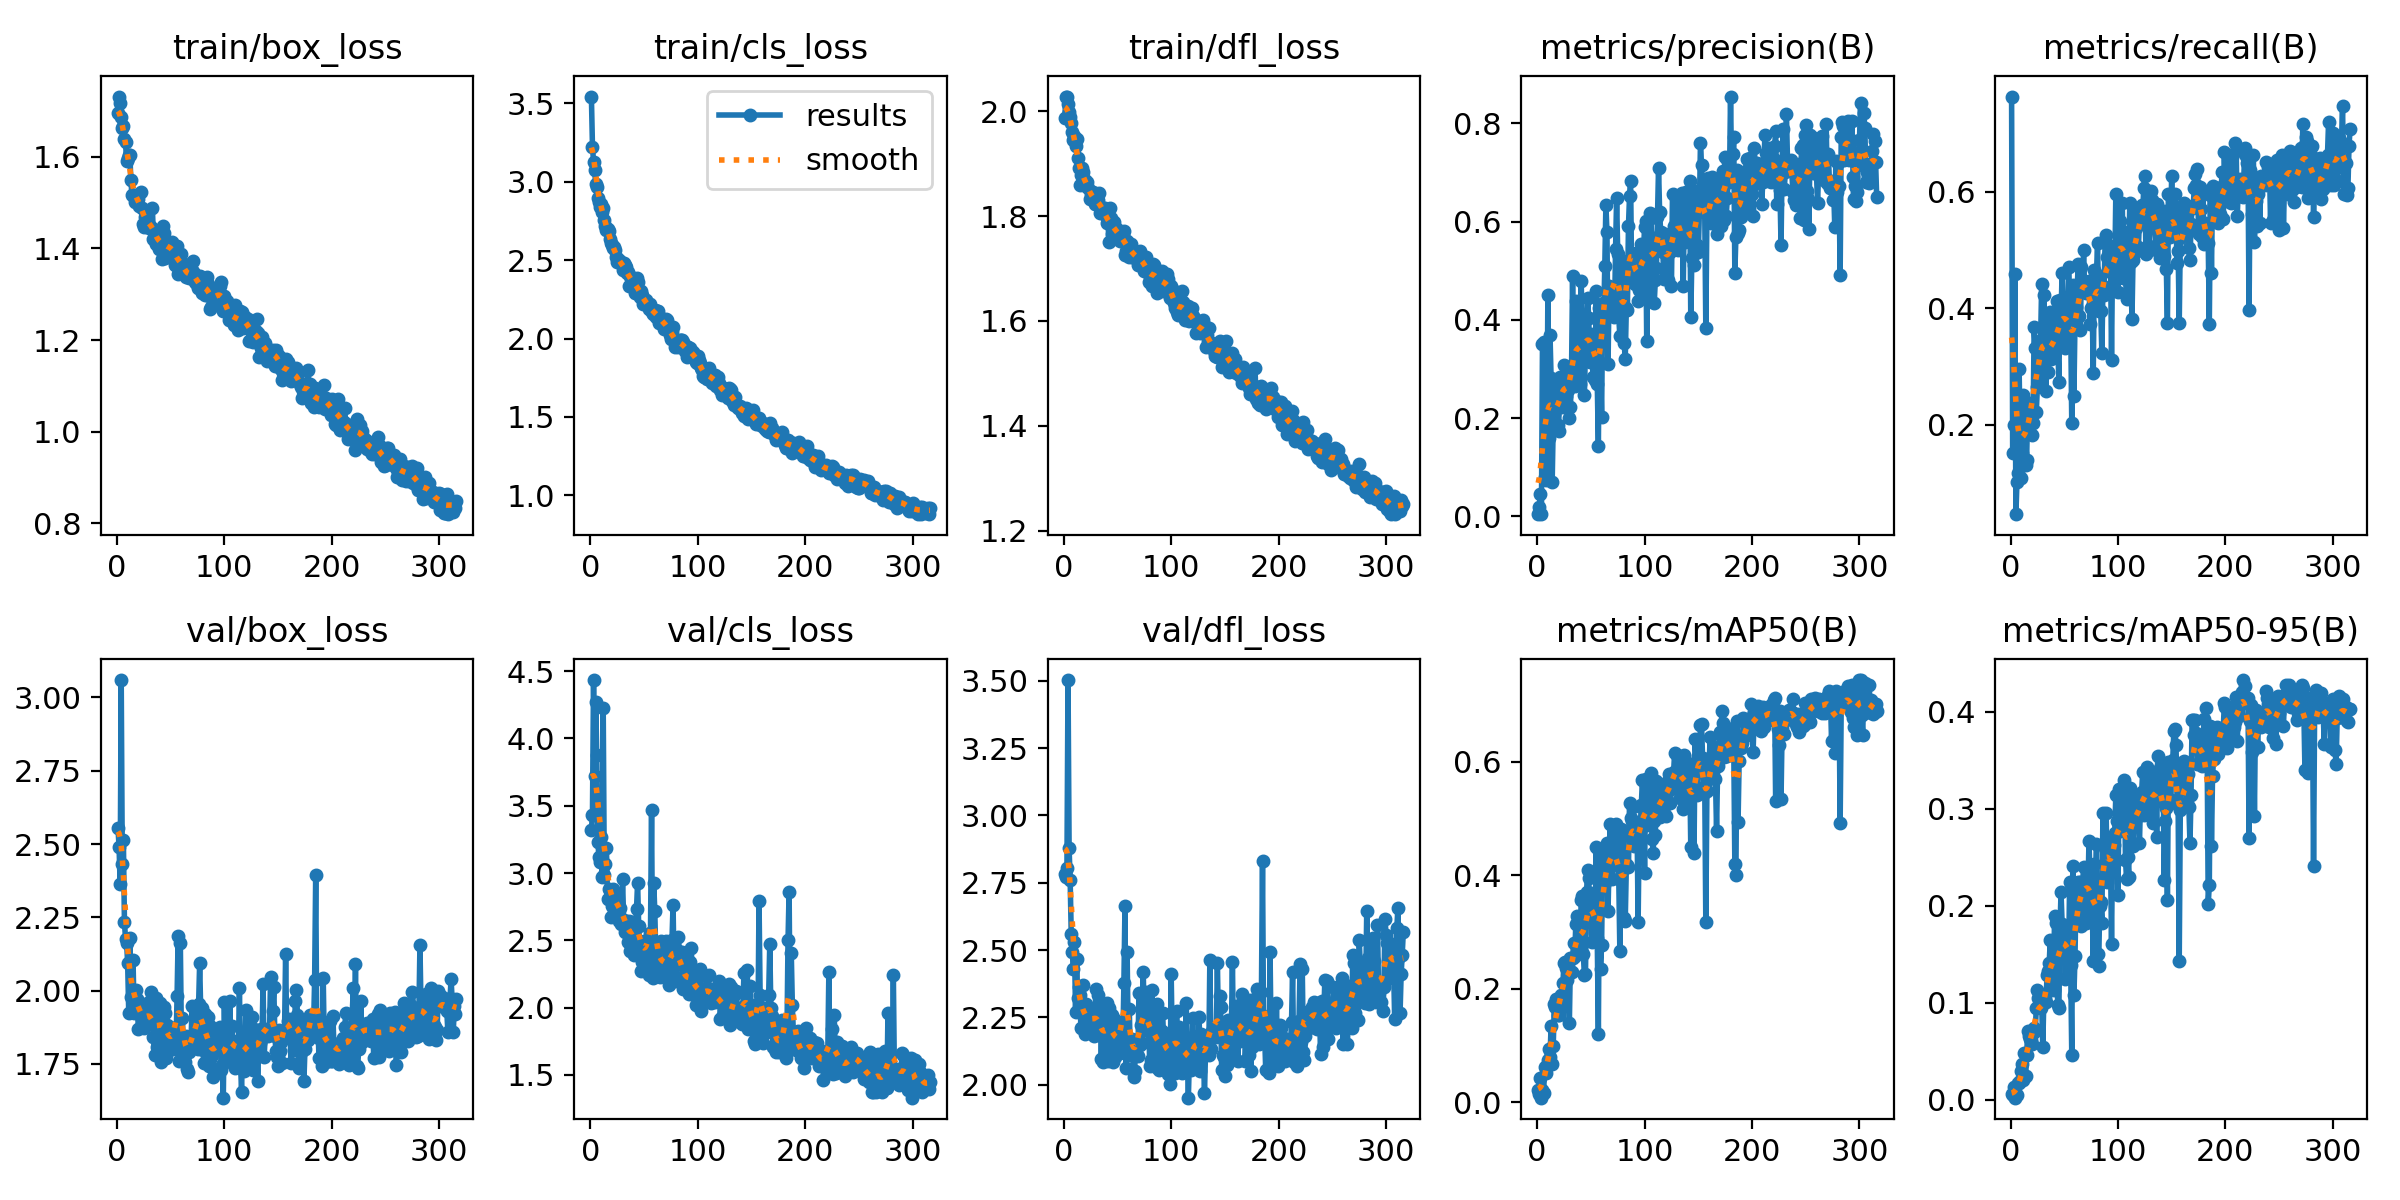 train/box_loss
1.6
1.4
1.2
1.0
0.8
0 100 200 300
train/cls_loss
results
smooth
3.5
3.0
2.5
2.0
1.5
1.0
0 100 200 300
train/dfl_loss
2.0
1.8
1.6
1.4
1.2
0 100 200 300
metrics/precision(B)
0.8
0.6
0.4
0.2
0.0
0 100 200 300
metrics/recall(B)
0.6
0.4
0.2
0 100 200 300
val/box_loss
3.00
2.75
2.50
2.25
2.00
1.75
0 100 200 300
val/cls_loss
4.5
4.0
3.5
3.0
2.5
2.0
1.5
0 100 200 300
val/dfl_loss
3.50
3.25
3.00
2.75
2.50
2.25
2.00
0 100 200 300
metrics/mAP50(B)
0.6
0.4
0.2
0.0
0 100 200 300
metrics/mAP50-95(B)
0.4
0.3
0.2
0.1
0.0
0 100 200 300